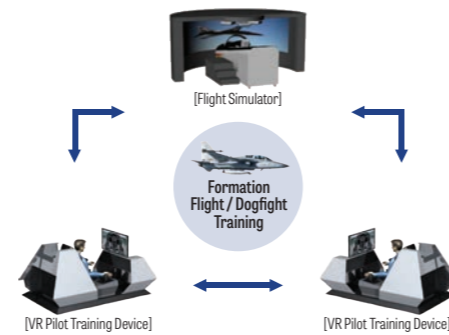 [Flight Simulator]
Formation
Flight / Dogfight
Training
[VR Pilot Training Device]
[VR Pilot Training Device]